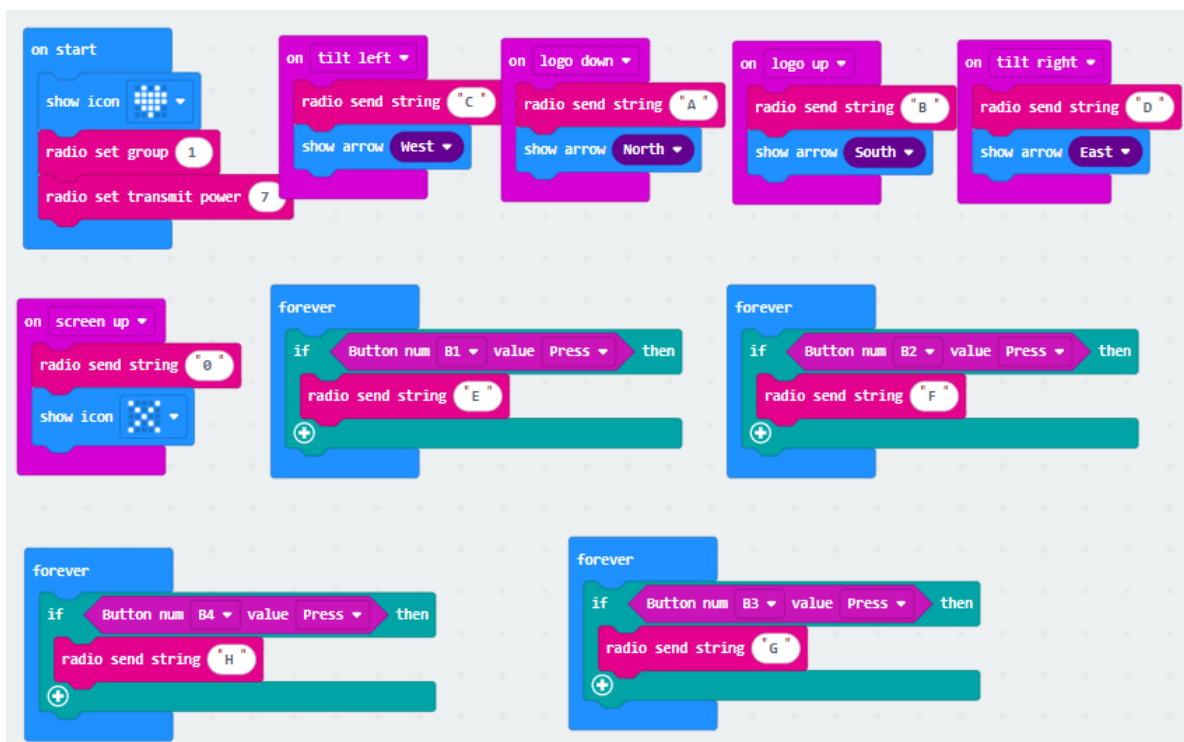 on start
show icon
radio set group 1
radio set transmit power 7
on tilt left
radio send string "C"
show arrow West
on logo down
radio send string "A"
show arrow North
on logo up
radio send string "B"
show arrow South
on tilt right
radio send string "D"
show arrow East
on screen up
radio send string "0"
show icon
forever
if Button num B1 value Press then
radio send string "E"
forever
if Button num B2 value Press then
radio send string "F"
forever
if Button num B4 value Press then
radio send string "H"
forever
if Button num B3 value Press then
radio send string "G"